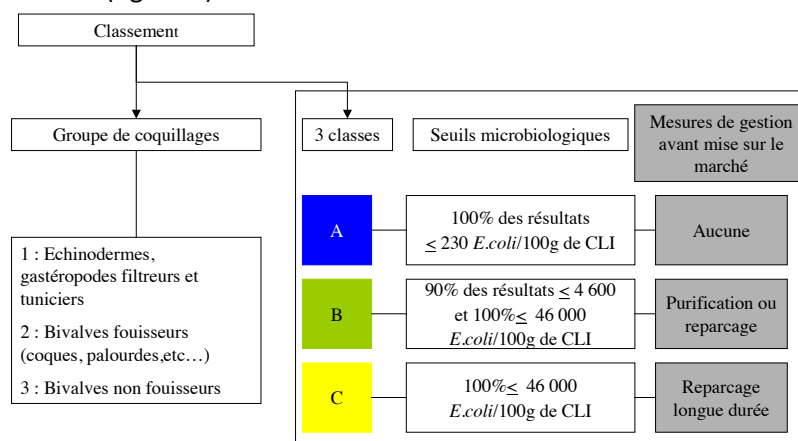 Classement
Groupe de coquillages
3 classes
Seuils microbiologiques
Mesures de gestion
avant mise sur le
marché
1 : Echinodermes,
gastéropodes filtreurs et
tuniciers
2 : Bivalves fouisseurs
(coques, palourdes,etc…)
3 : Bivalves non fouisseurs
A
100% des résultats
≤ 230 E.coli/100g de CLI
Aucune
B
90% des résultats ≤ 4 600
et 100%≤ 46 000
E.coli/100g de CLI
Purification ou
reparcage
C
100%≤ 46 000
E.coli/100g de CLI
Reparcage
longue durée